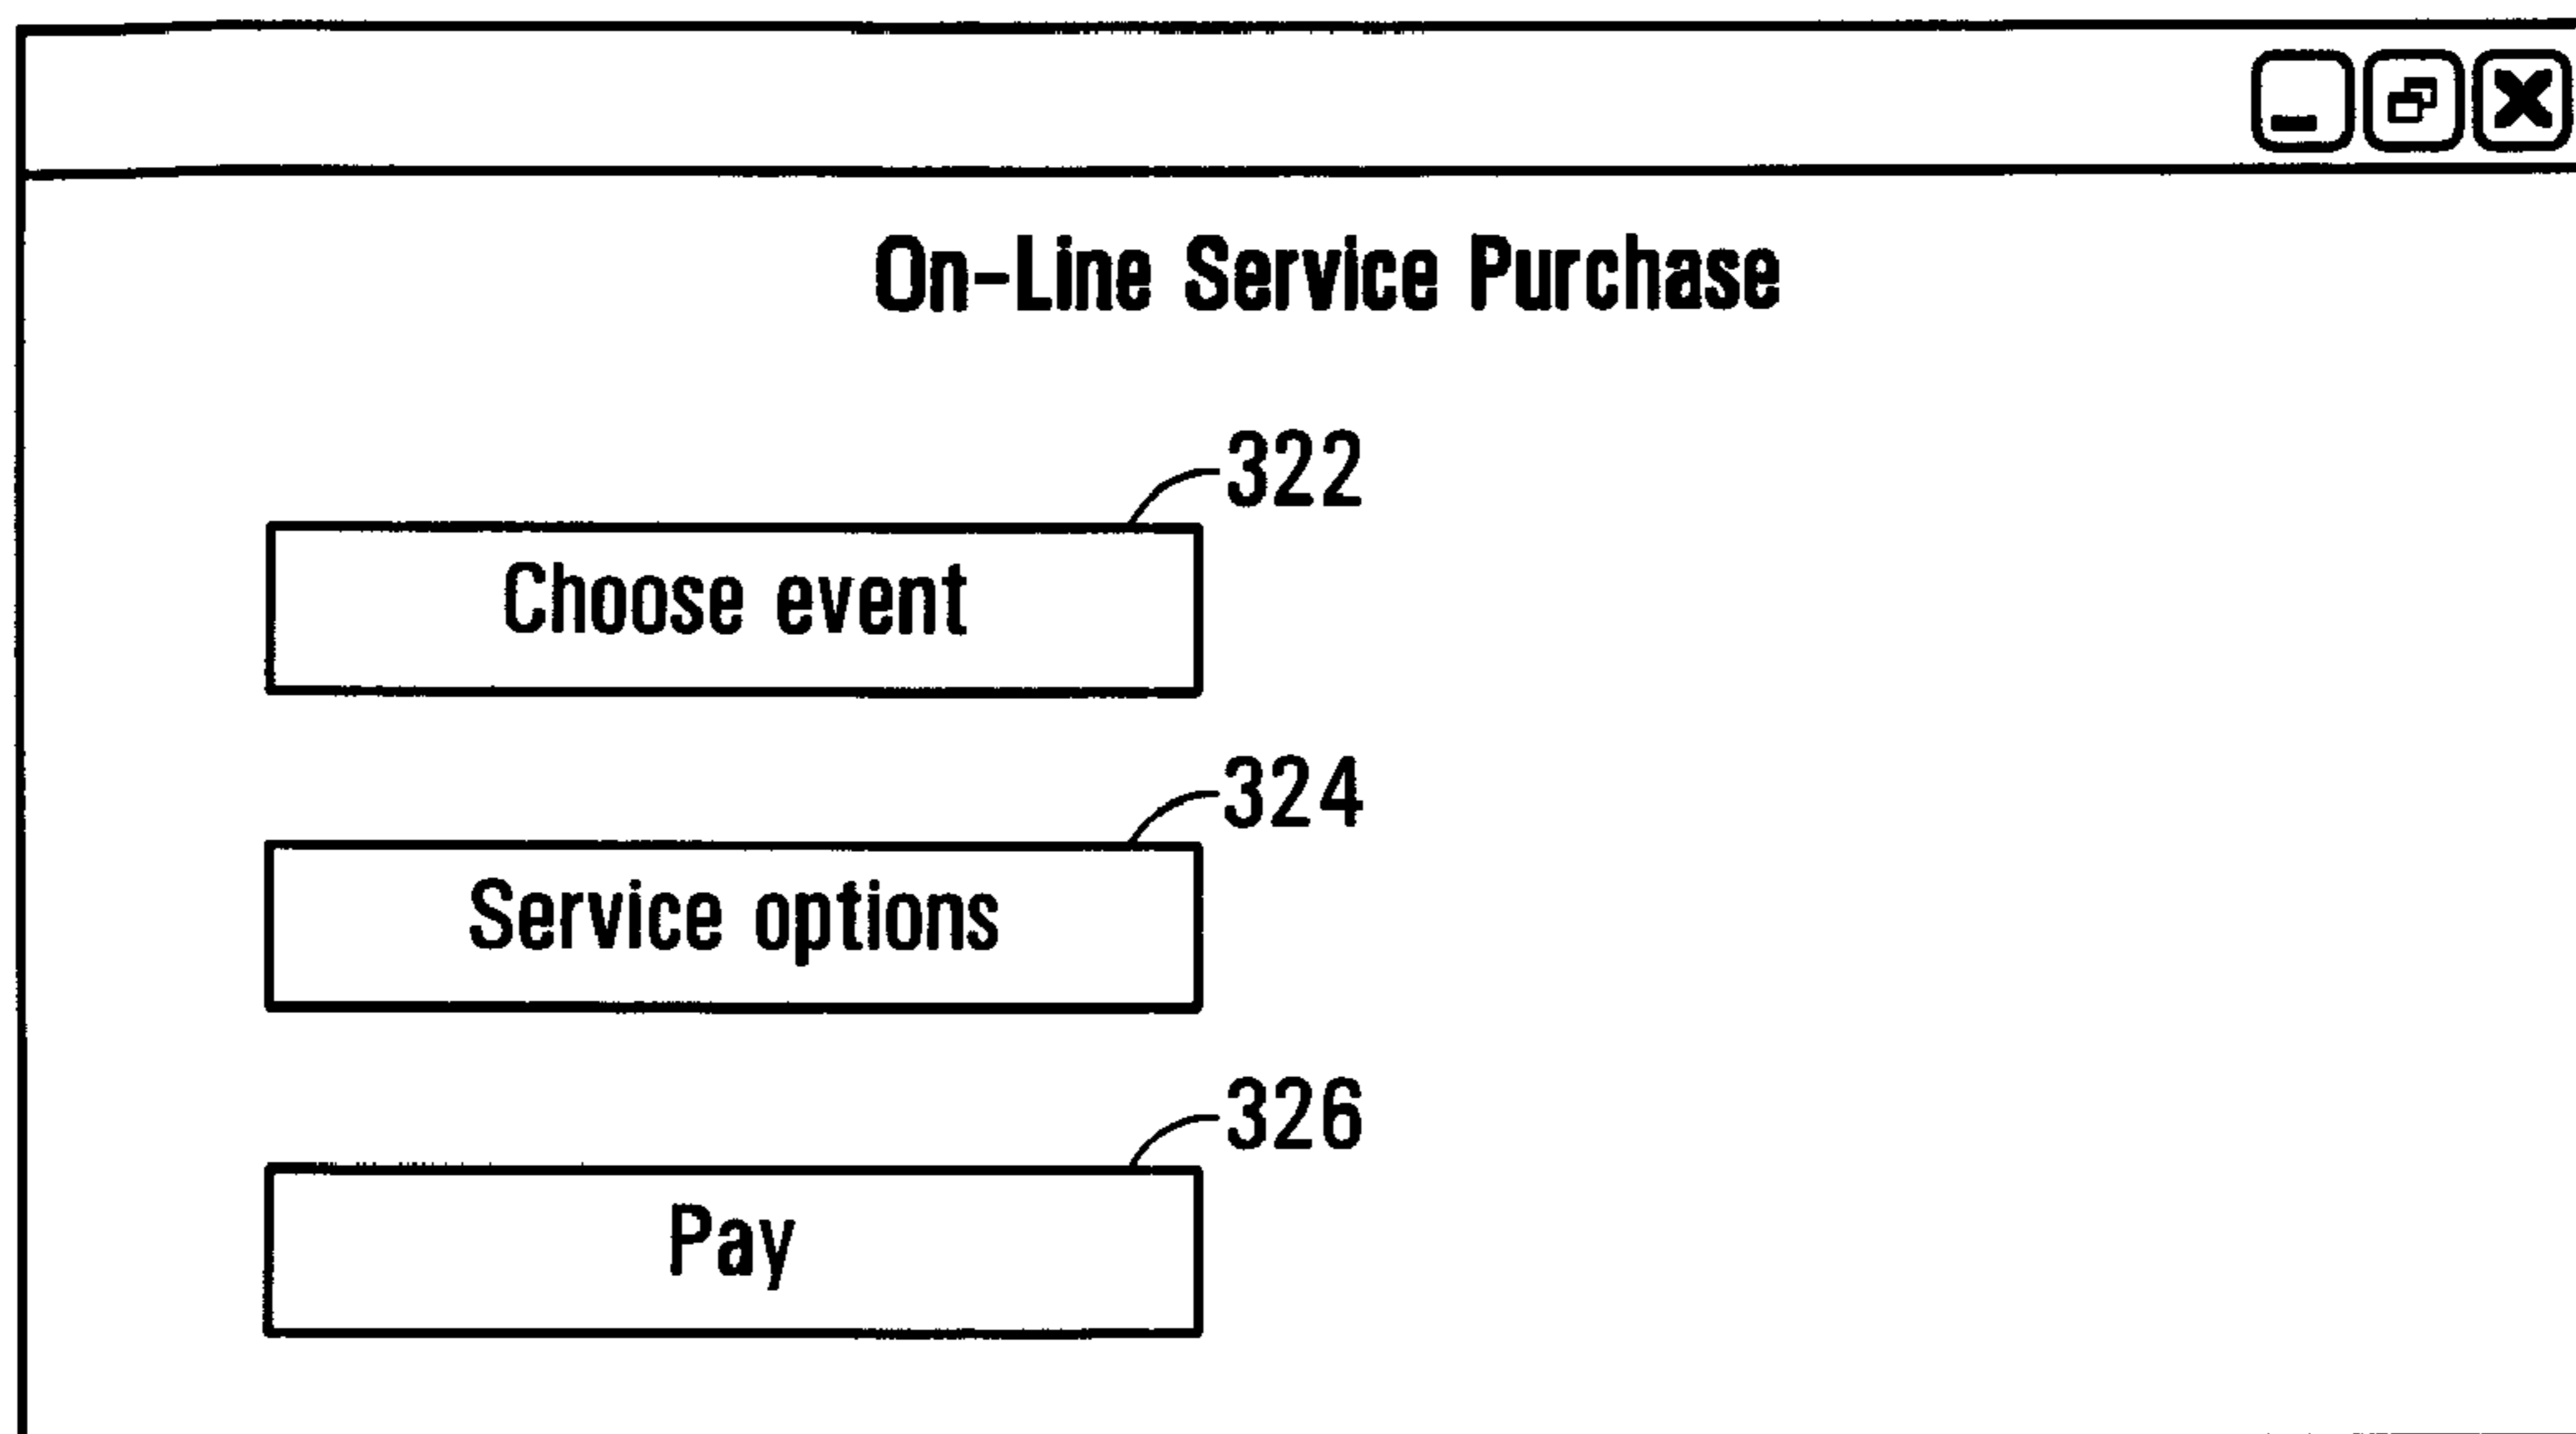 On-Line Service Purchase
322
Choose event
324
Service options
326
Pay